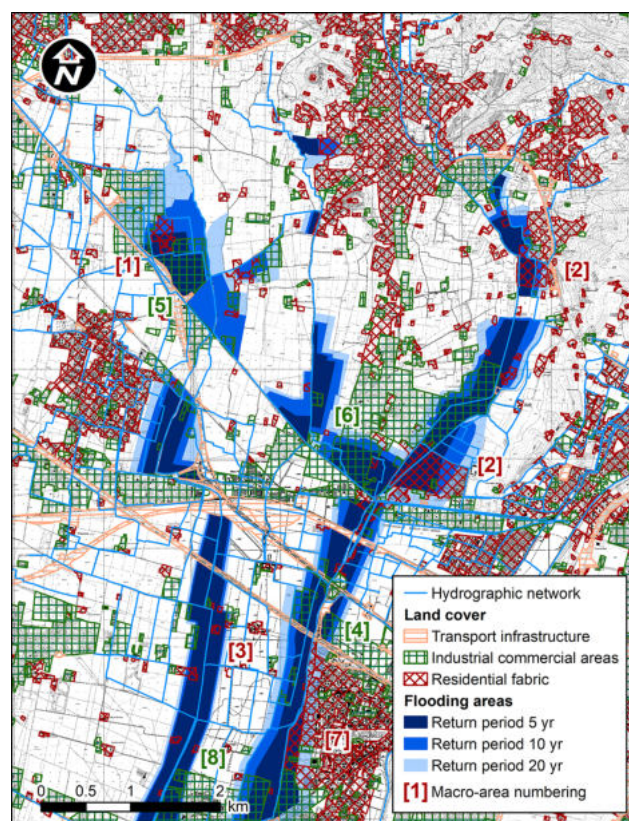 N
[1]
[2]
[5]
[6]
[2]
[4]
[3]
[7]
[8]
0 0.5 1 2
km
Hydrographic network
Land cover
Transport infrastructure
Industrial commercial areas
Residential fabric
Flooding areas
Return period 5 yr
Return period 10 yr
Return period 20 yr
[1] Macro-area numbering